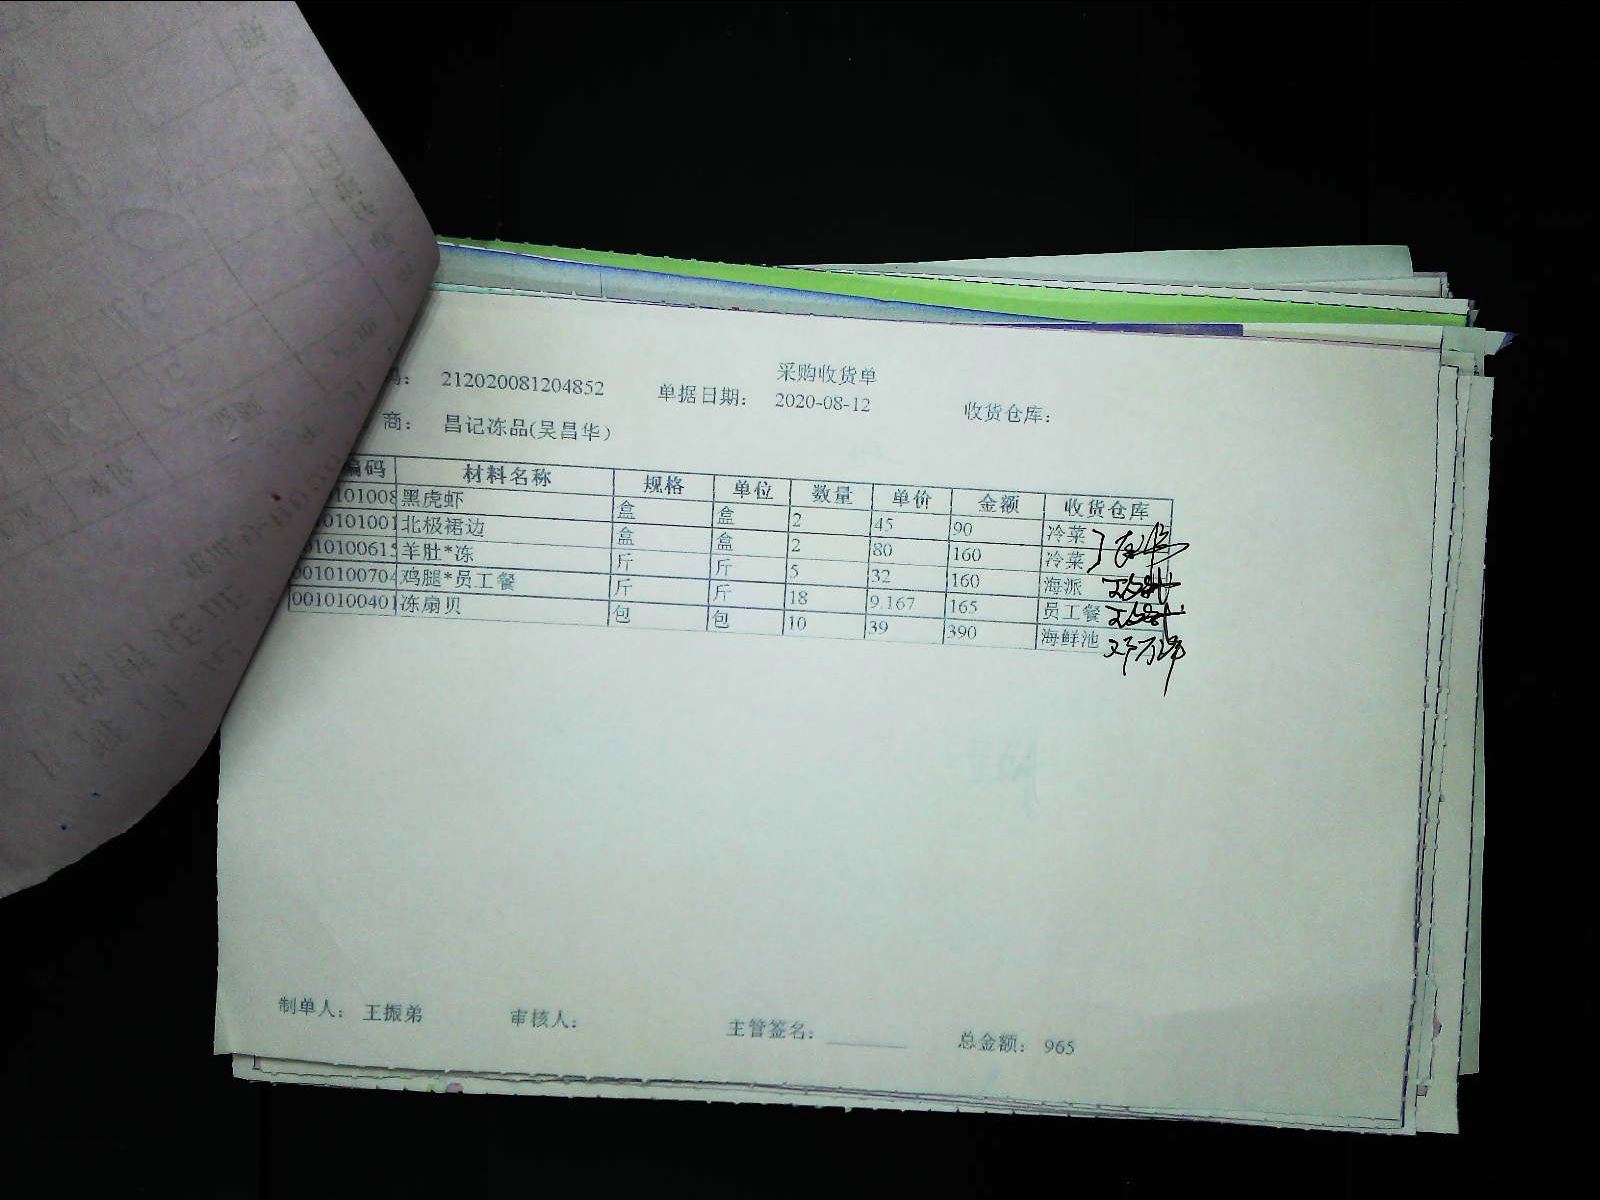 采购收货单
码： 212020081204852 单据日期： 2020-08-12 收货仓库：
商： 昌记冻品(吴昌华)
编码 材料名称 规格 单位 数量 单价 金额 收货仓库
0101008 黑虎虾 盒 盒 2 45 90 冷菜
00101001 北极裙边 盒 盒 2 80 160 冷菜
010100615 羊肚*冻 斤 斤 5 32 160 海派
0010100704 鸡腿*员工餐 斤 斤 18 9.167 165 员工餐
0010100401 冻扇贝 包 包 10 39 390 海鲜池
制单人： 王振弟 审核人： 主管签名： 总金额： 965